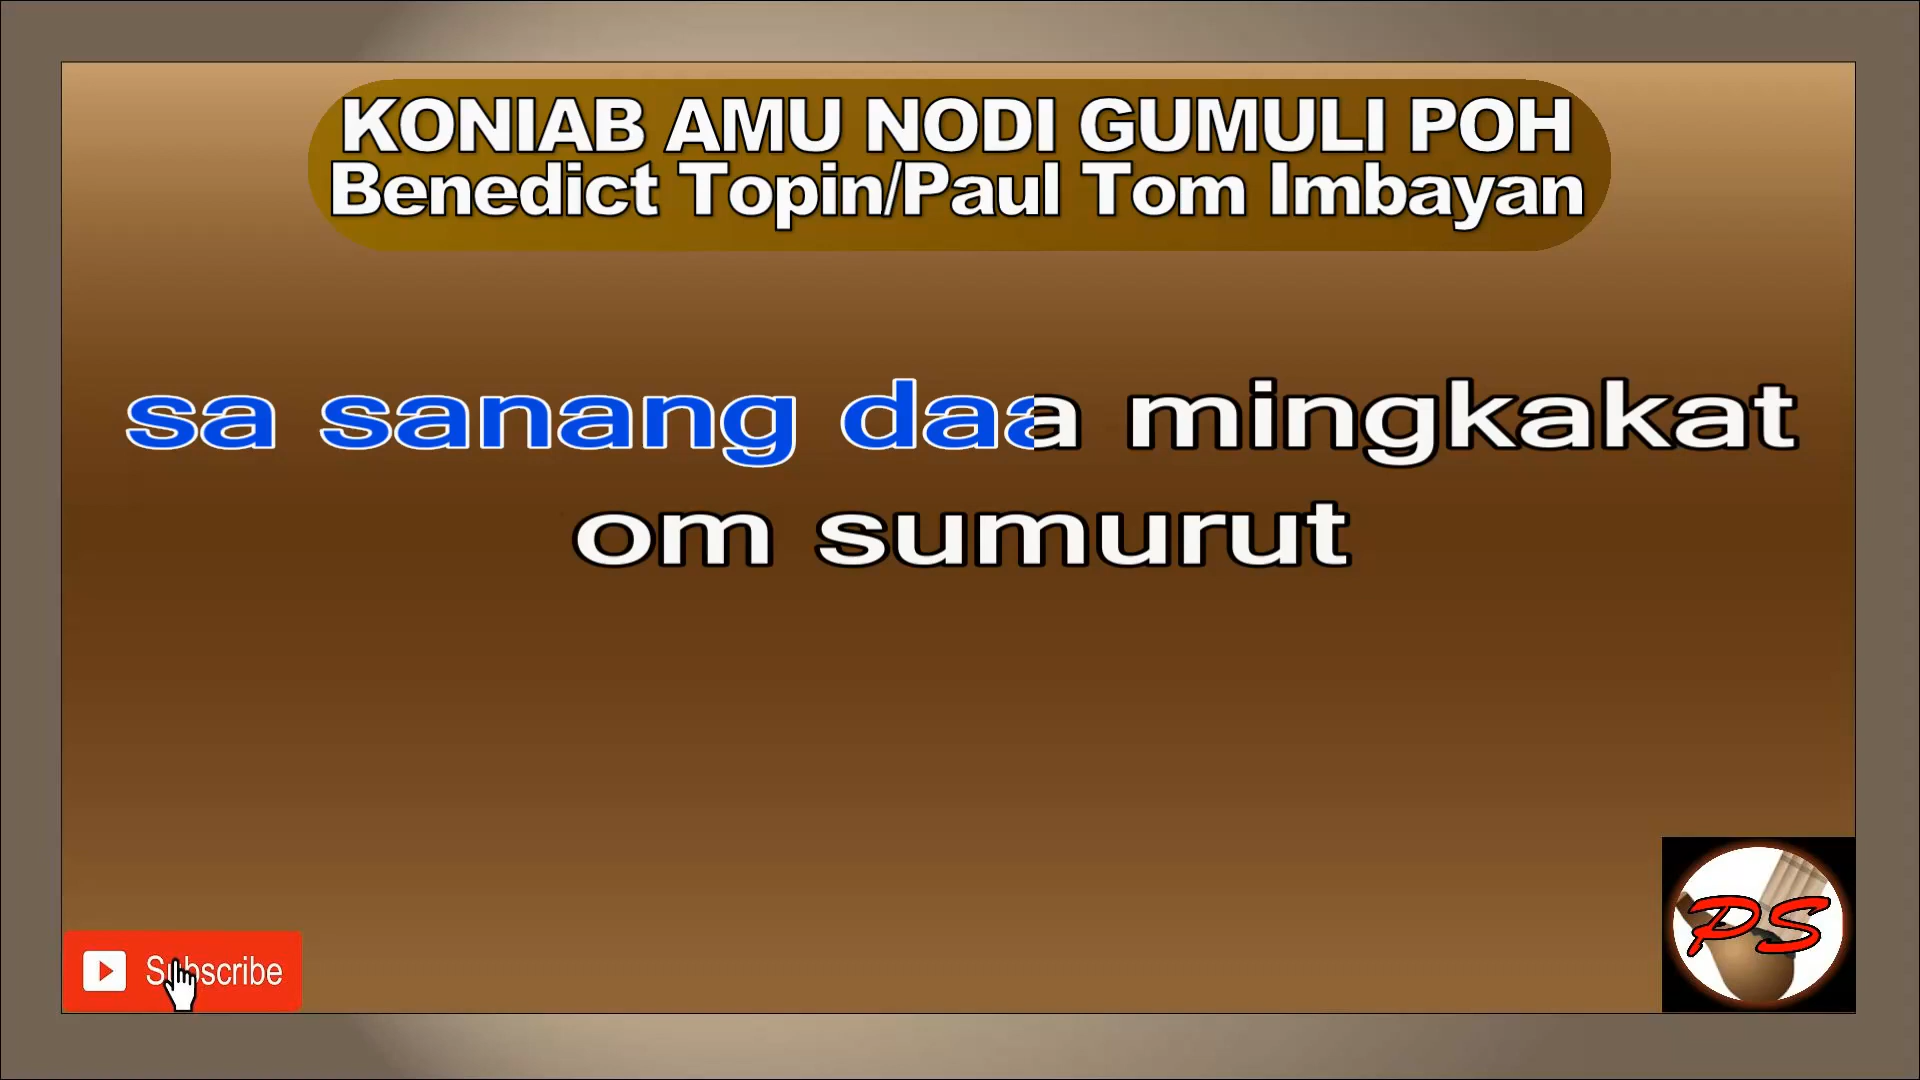 KONIAB AMU NODI GUMULI POH
Benedict Topin/Paul Tom Imbayan
sa sanang daa mingkakat
om sumurut
Subscribe
PS